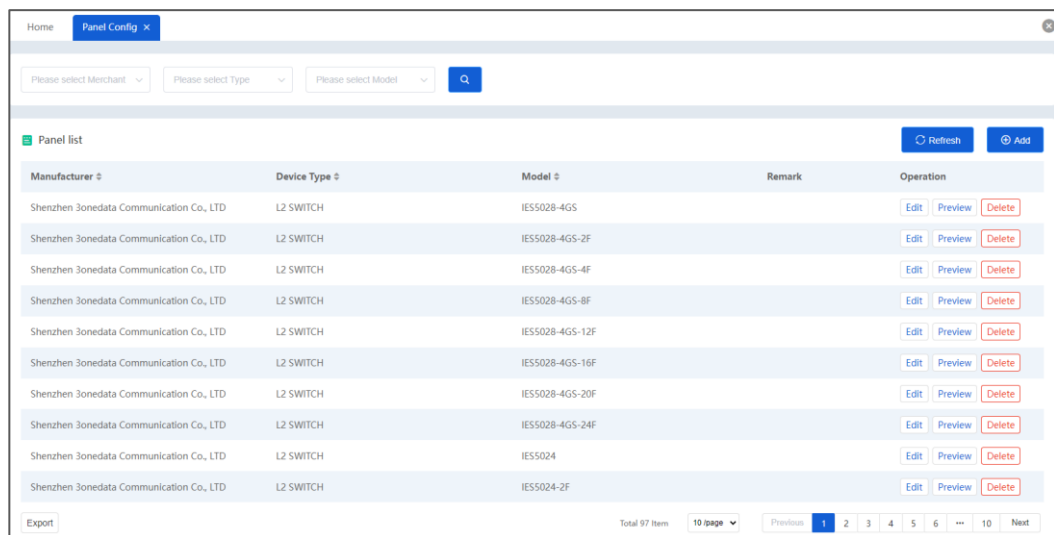 Home Panel Config ×
Please select Merchant Please select Type Please select Model
Panel list Refresh Add
Manufacturer Device Type Model Remark Operation
Shenzhen 3onedata Communication Co., LTD L2 SWITCH IES5028-4GS Edit Preview Delete
Shenzhen 3onedata Communication Co., LTD L2 SWITCH IES5028-4GS-2F Edit Preview Delete
Shenzhen 3onedata Communication Co., LTD L2 SWITCH IES5028-4GS-4F Edit Preview Delete
Shenzhen 3onedata Communication Co., LTD L2 SWITCH IES5028-4GS-8F Edit Preview Delete
Shenzhen 3onedata Communication Co., LTD L2 SWITCH IES5028-4GS-12F Edit Preview Delete
Shenzhen 3onedata Communication Co., LTD L2 SWITCH IES5028-4GS-16F Edit Preview Delete
Shenzhen 3onedata Communication Co., LTD L2 SWITCH IES5028-4GS-20F Edit Preview Delete
Shenzhen 3onedata Communication Co., LTD L2 SWITCH IES5028-4GS-24F Edit Preview Delete
Shenzhen 3onedata Communication Co., LTD L2 SWITCH IES5024 Edit Preview Delete
Shenzhen 3onedata Communication Co., LTD L2 SWITCH IES5024-2F Edit Preview Delete
Export Total 97 Item 10 /page Previous 1 2 3 4 5 6 ••• 10 Next